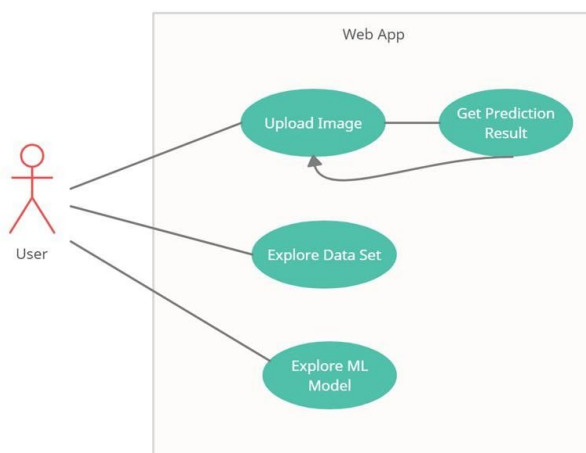 Web App
Upload Image
Get Prediction
Result
User
Explore Data Set
Explore ML
Model